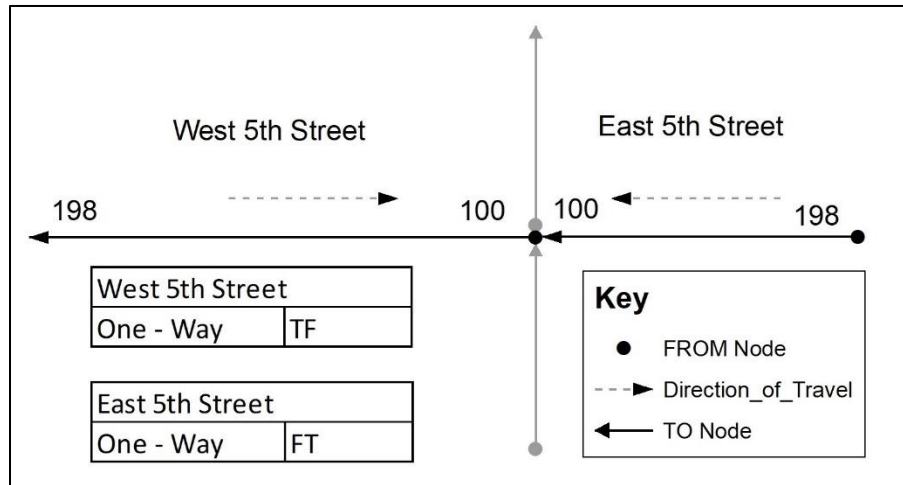 West 5th Street
East 5th Street
198
100
100
198
West 5th Street
One - Way TF
East 5th Street
One - Way FT
Key
FROM Node
Direction_of_Travel
TO Node